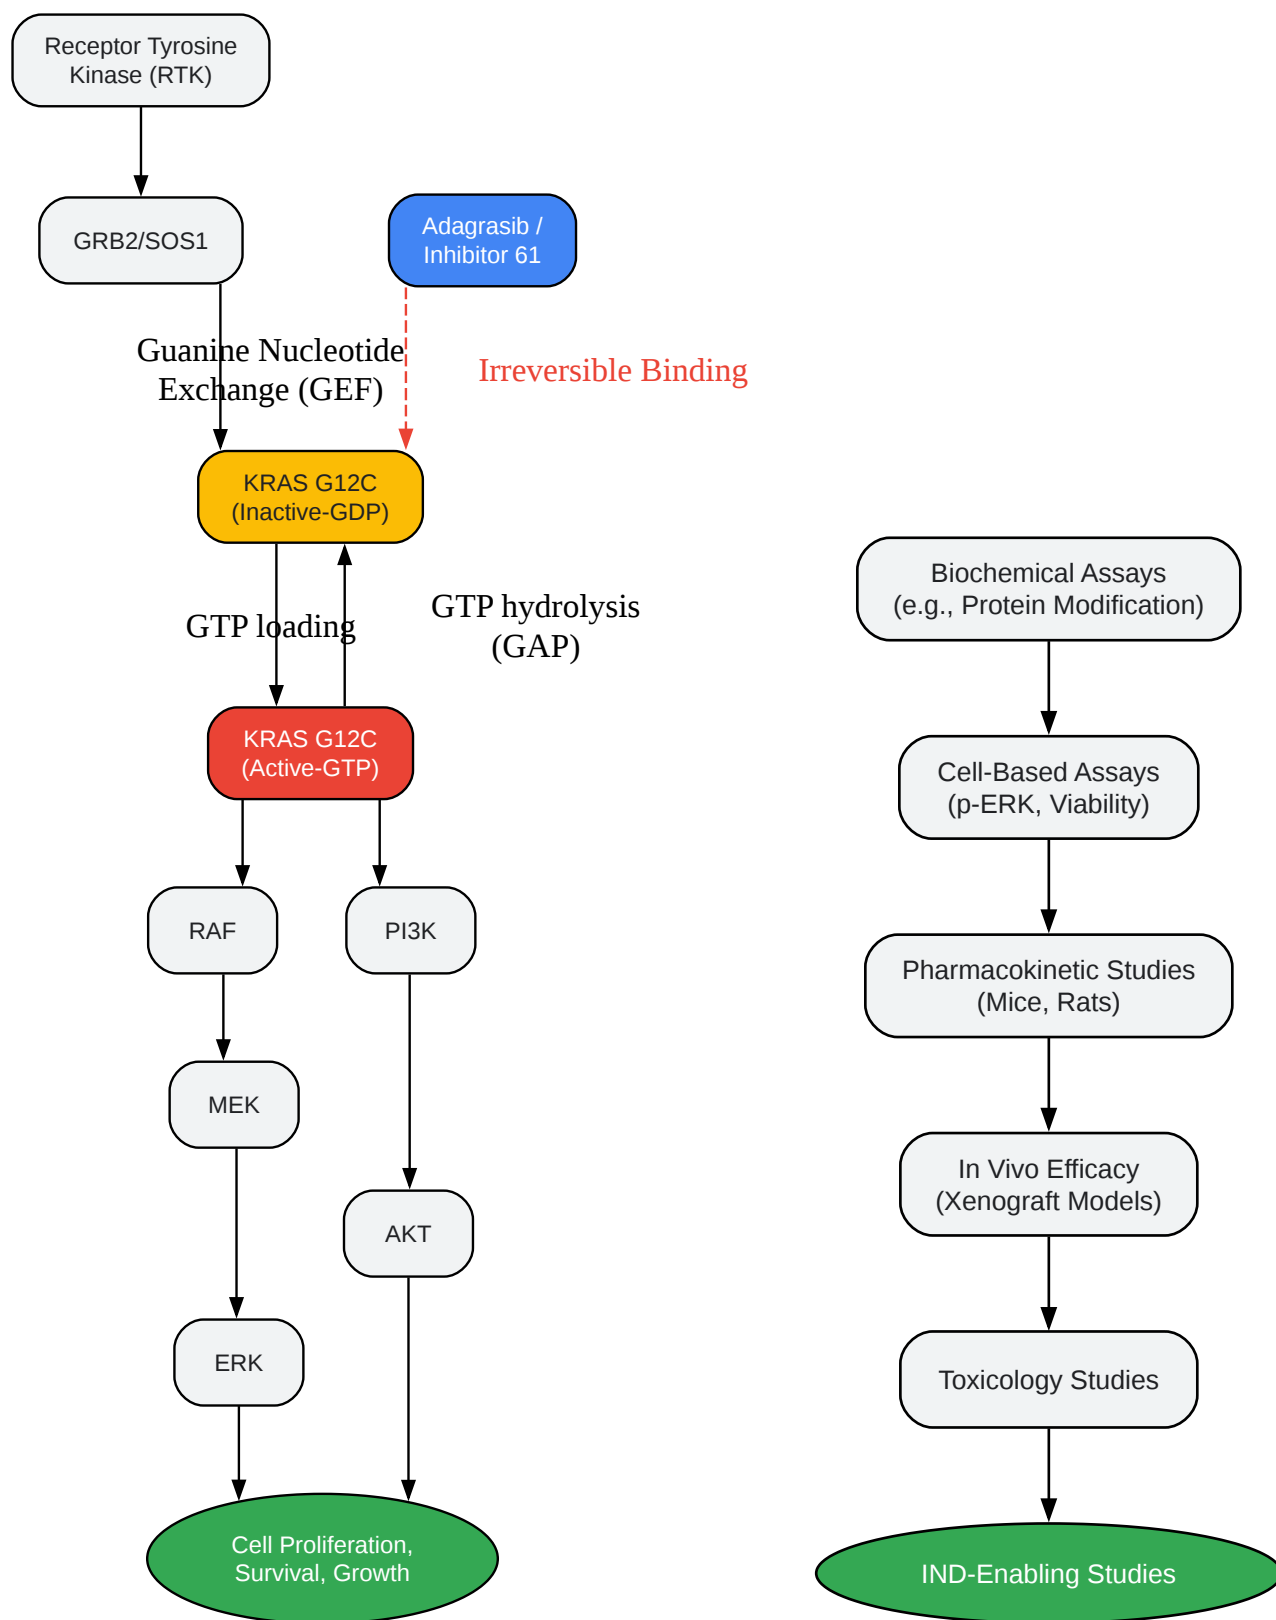 Receptor Tyrosine
Kinase (RTK)
GRB2/SOS1
Adagrasib /
Inhibitor 61
Guanine Nucleotide
Exchange (GEF)
Irreversible Binding
KRAS G12C
(Inactive-GDP)
GTP loading
GTP hydrolysis
(GAP)
KRAS G12C
(Active-GTP)
RAF
PI3K
MEK
AKT
ERK
Cell Proliferation,
Survival, Growth
Biochemical Assays
(e.g., Protein Modification)
Cell-Based Assays
(p-ERK, Viability)
Pharmacokinetic Studies
(Mice, Rats)
In Vivo Efficacy
(Xenograft Models)
Toxicology Studies
IND-Enabling Studies